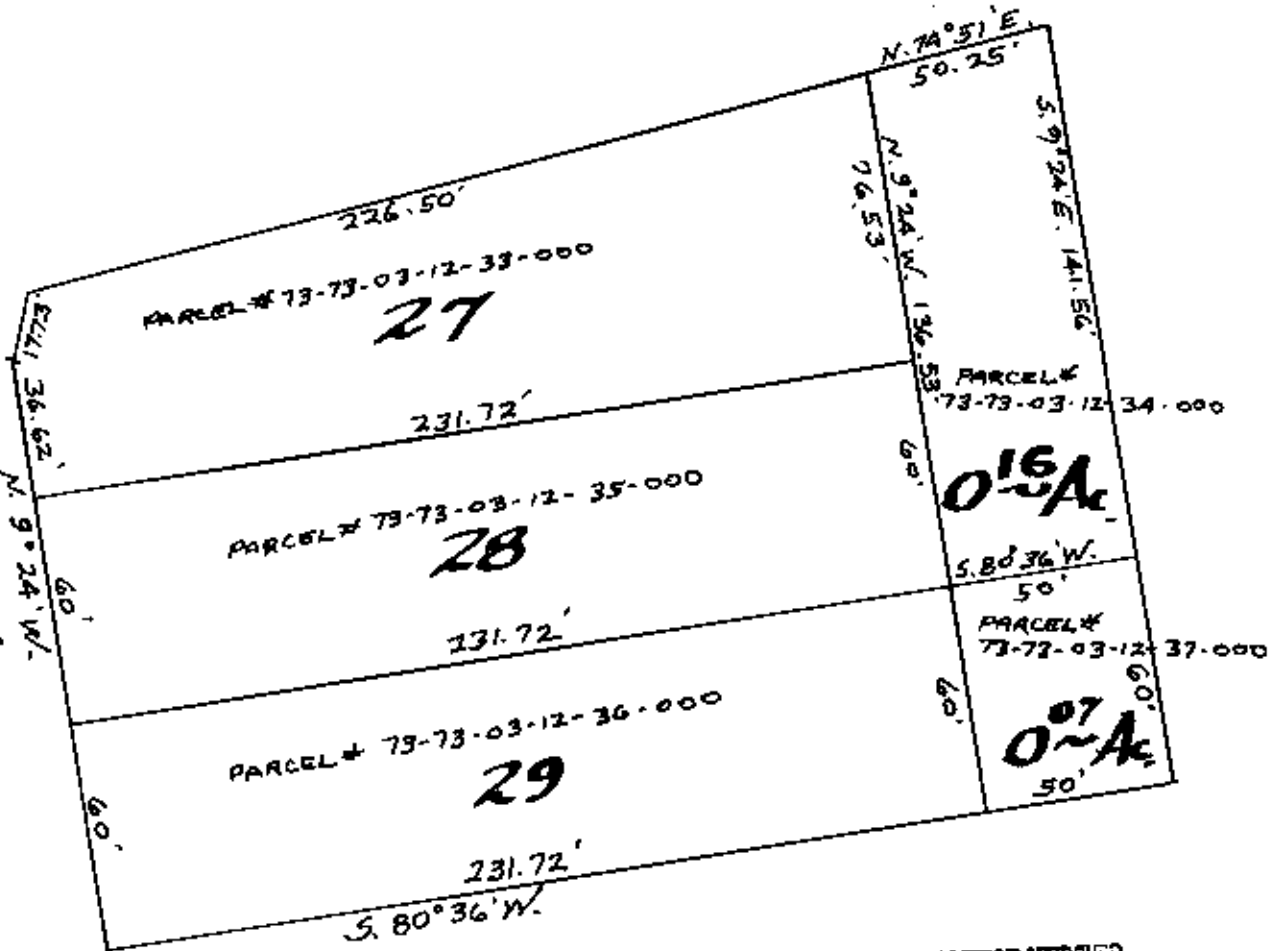 N. 74°51'E.
50.25'
S. 9°24'E. 141.56'
N. 9°24'W. 136.53
76.53'
226.50'
PARCEL # 73-73-03-12-33-000
27
17.73
36.62'
231.72'
PARCEL #
73-73-03-12-34-000
0.16 Ac.
60'
PARCEL # 73-73-03-12-35-000
28
N. 9°24'W.
60'
S. 80°36'W.
50'
231.72'
PARCEL #
73-73-03-12-37-000
60'
60'
0.07 Ac.
50'
PARCEL # 73-73-03-12-36-000
29
60'
231.72'
S. 80°36'W.